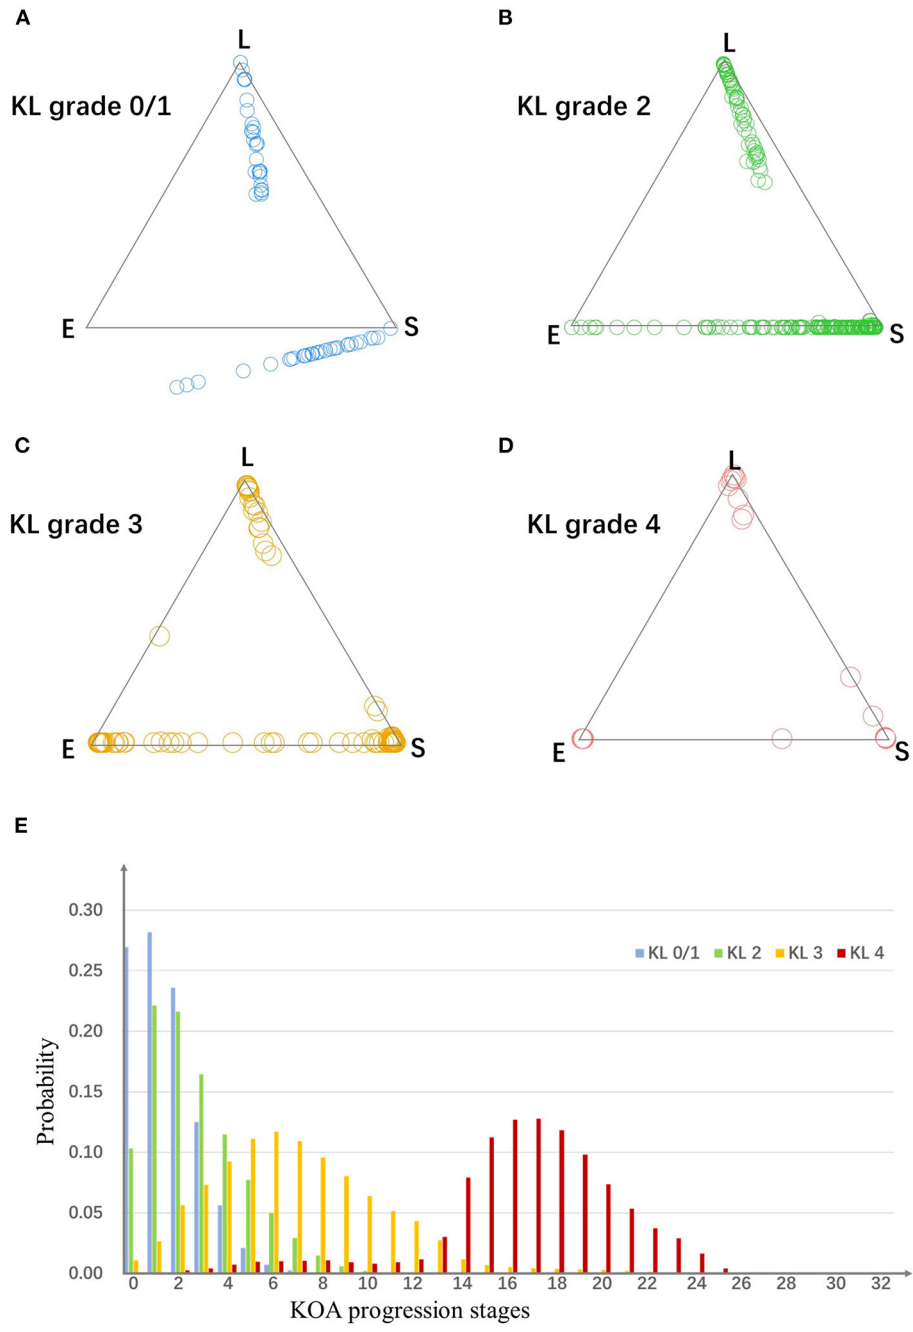 A
B
L
L
KL grade 0/1
KL grade 2
E
S
E
S
C
D
L
L
KL grade 3
KL grade 4
E
S
E
S
E
0.30
KL 0/1 KL 2 KL 3 KL 4
0.25
0.20
0.15
0.10
0.05
0.00
Probability
0 2 4 6 8 10 12 14 16 18 20 22 24 26 28 30 32
KOA progression stages